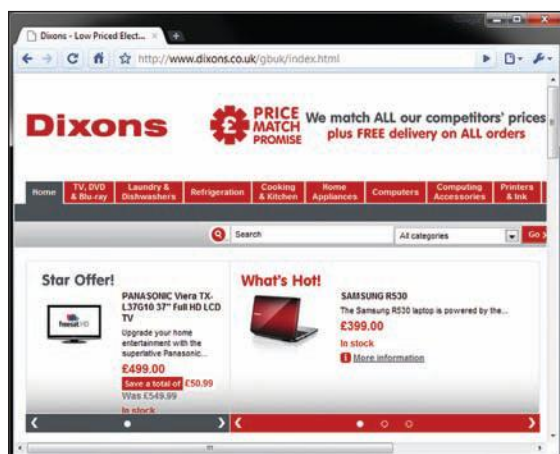 Dixons - Low Priced Elect...
http://www.dixons.co.uk/gbuk/index.html
Dixons
£
PRICE
MATCH
PROMISE
We match ALL our competitors' prices
plus FREE delivery on ALL orders
Home
TV, DVD
& Blu-ray
Laundry &
Dishwashers
Refrigeration
Cooking
& Kitchen
Home
Appliances
Computers
Computing
Accessories
Printers
& Ink
Search
All categories
Go
Star Offer!
freesat HD
PANASONIC Viera TX-
L37G10 37" Full HD LCD
TV
Upgrade your home
entertainment with the
superlative Panasonic...
£499.00
Save a total of £50.99
Was £549.99
In stock
What's Hot!
SAMSUNG R530
The Samsung R530 laptop is powered by the...
£399.00
In stock
i More information